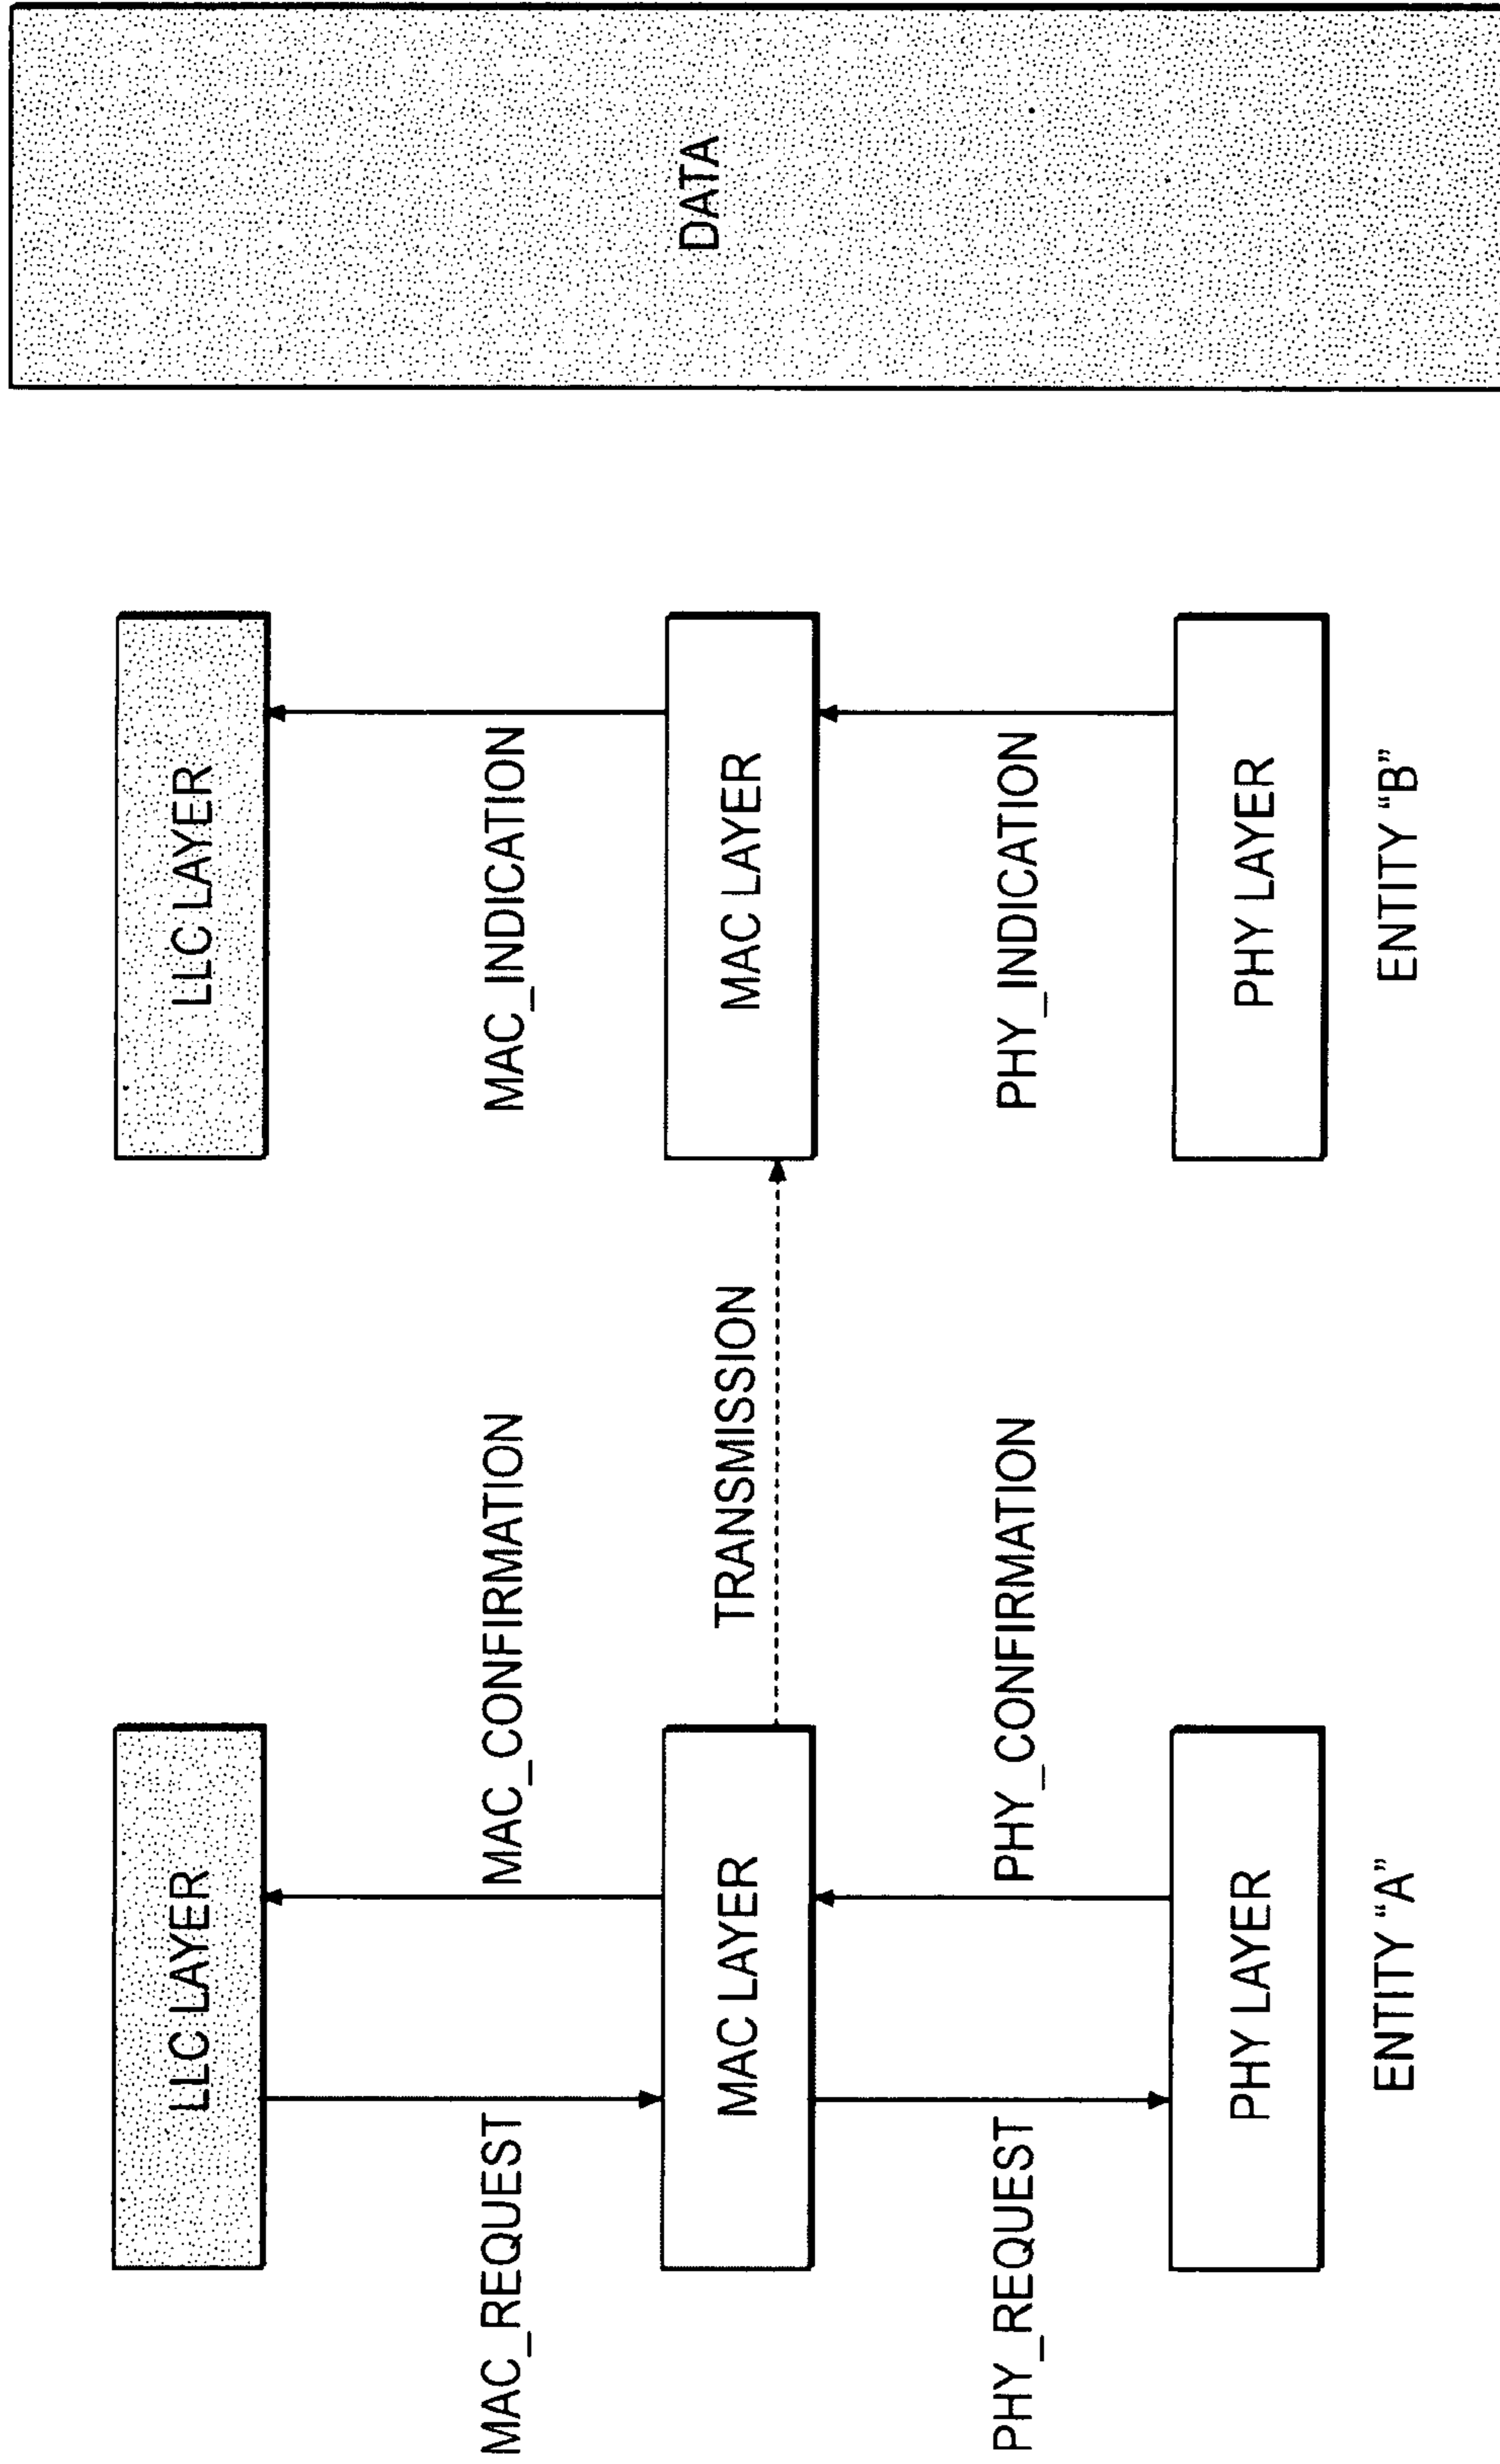 DATA
LLC LAYER
LLC LAYER
MAC_REQUEST
MAC_CONFIRMATION
MAC_INDICATION
MAC LAYER
TRANSMISSION
MAC LAYER
PHY_REQUEST
PHY_CONFIRMATION
PHY_INDICATION
PHY LAYER
PHY LAYER
ENTITY “A”
ENTITY “B”